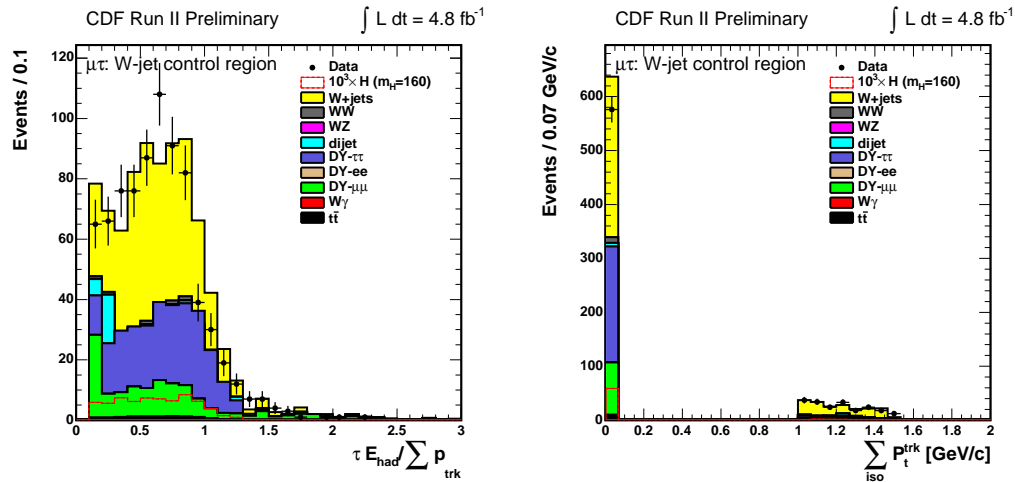 CDF Run II Preliminary
∫ L dt = 4.8 fb⁻¹
μτ: W-jet control region
Data
10³× H (m_H=160)
W+jets
WW
WZ
dijet
DY-ττ
DY-ee
DY-μμ
Wγ
tt̄
Events / 0.1
0 20 40 60 80 100 120
0 0.5 1 1.5 2 2.5 3
τ E_had / ∑ p_trk
CDF Run II Preliminary
∫ L dt = 4.8 fb⁻¹
μτ: W-jet control region
Data
10³× H (m_H=160)
W+jets
WW
WZ
dijet
DY-ττ
DY-ee
DY-μμ
Wγ
tt̄
Events / 0.07 GeV/c
0 100 200 300 400 500 600
0 0.2 0.4 0.6 0.8 1 1.2 1.4 1.6 1.8 2
∑_iso P_t^trk [GeV/c]